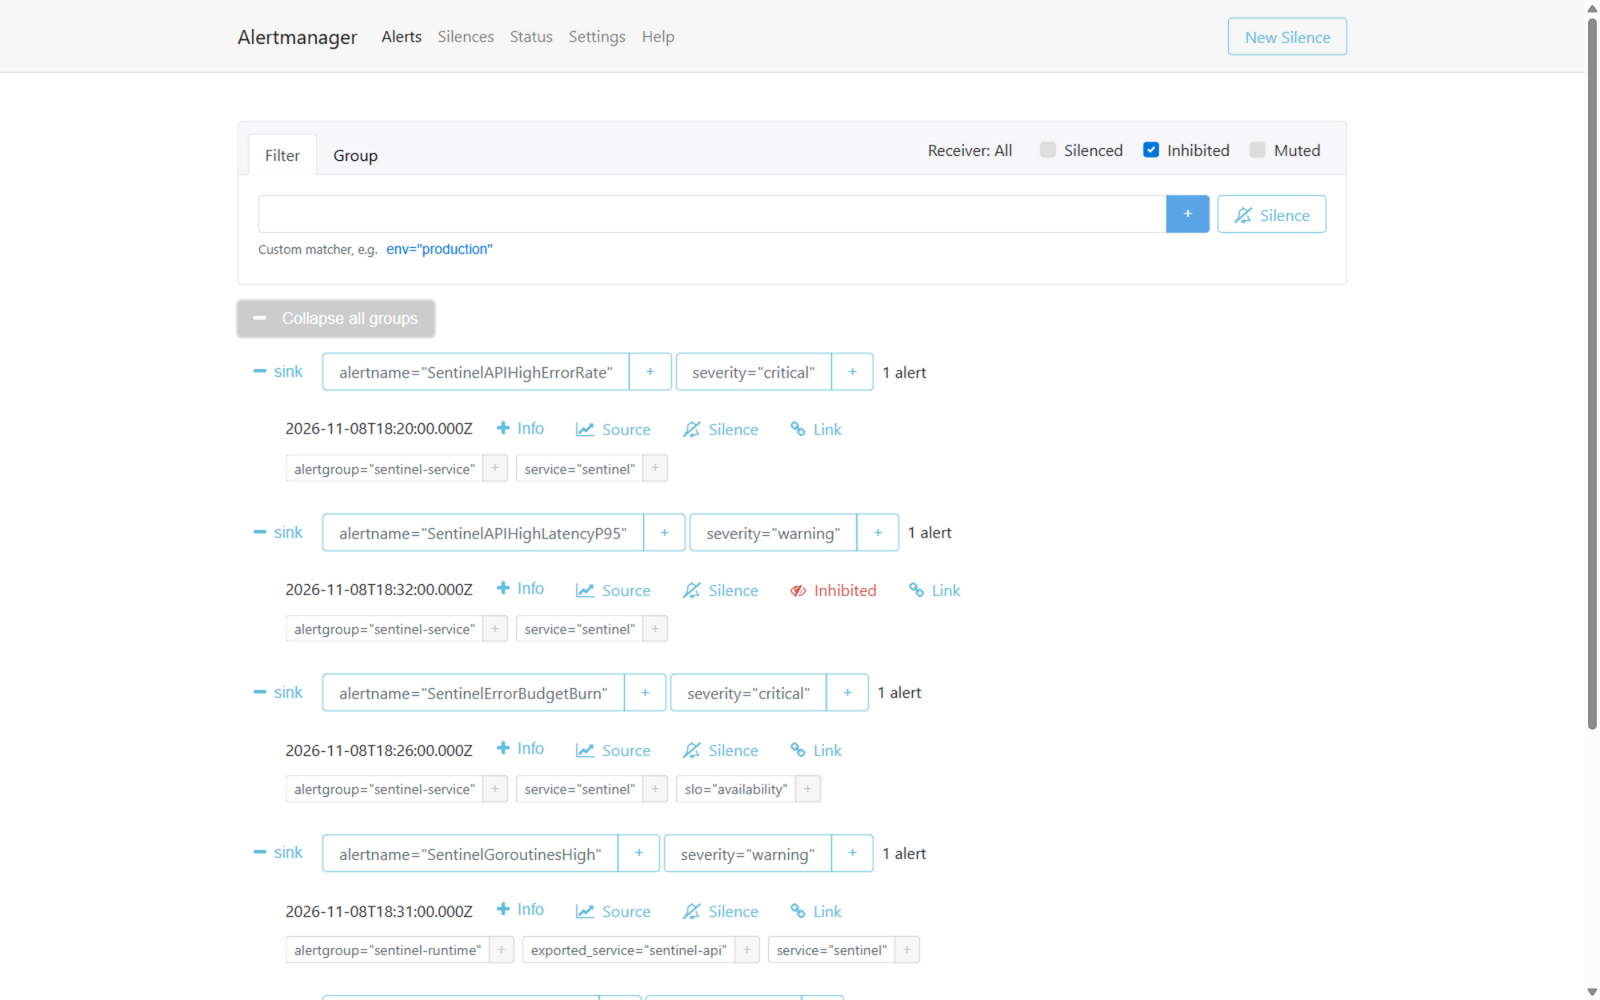 Alertmanager Alerts Silences Status Settings Help New Silence
Filter Group Receiver: All Silenced Inhibited Muted
+ Silence
Custom matcher, e.g. env="production"
Collapse all groups
sink alertname="SentinelAPIHighErrorRate" + severity="critical" + 1 alert
2026-11-08T18:20:00.000Z Info Source Silence Link
alertgroup="sentinel-service" + service="sentinel" +
sink alertname="SentinelAPIHighLatencyP95" + severity="warning" + 1 alert
2026-11-08T18:32:00.000Z Info Source Silence Inhibited Link
alertgroup="sentinel-service" + service="sentinel" +
sink alertname="SentinelErrorBudgetBurn" + severity="critical" + 1 alert
2026-11-08T18:26:00.000Z Info Source Silence Link
alertgroup="sentinel-service" + service="sentinel" + slo="availability" +
sink alertname="SentinelGoroutinesHigh" + severity="warning" + 1 alert
2026-11-08T18:31:00.000Z Info Source Silence Link
alertgroup="sentinel-runtime" + exported_service="sentinel-api" + service="sentinel" +